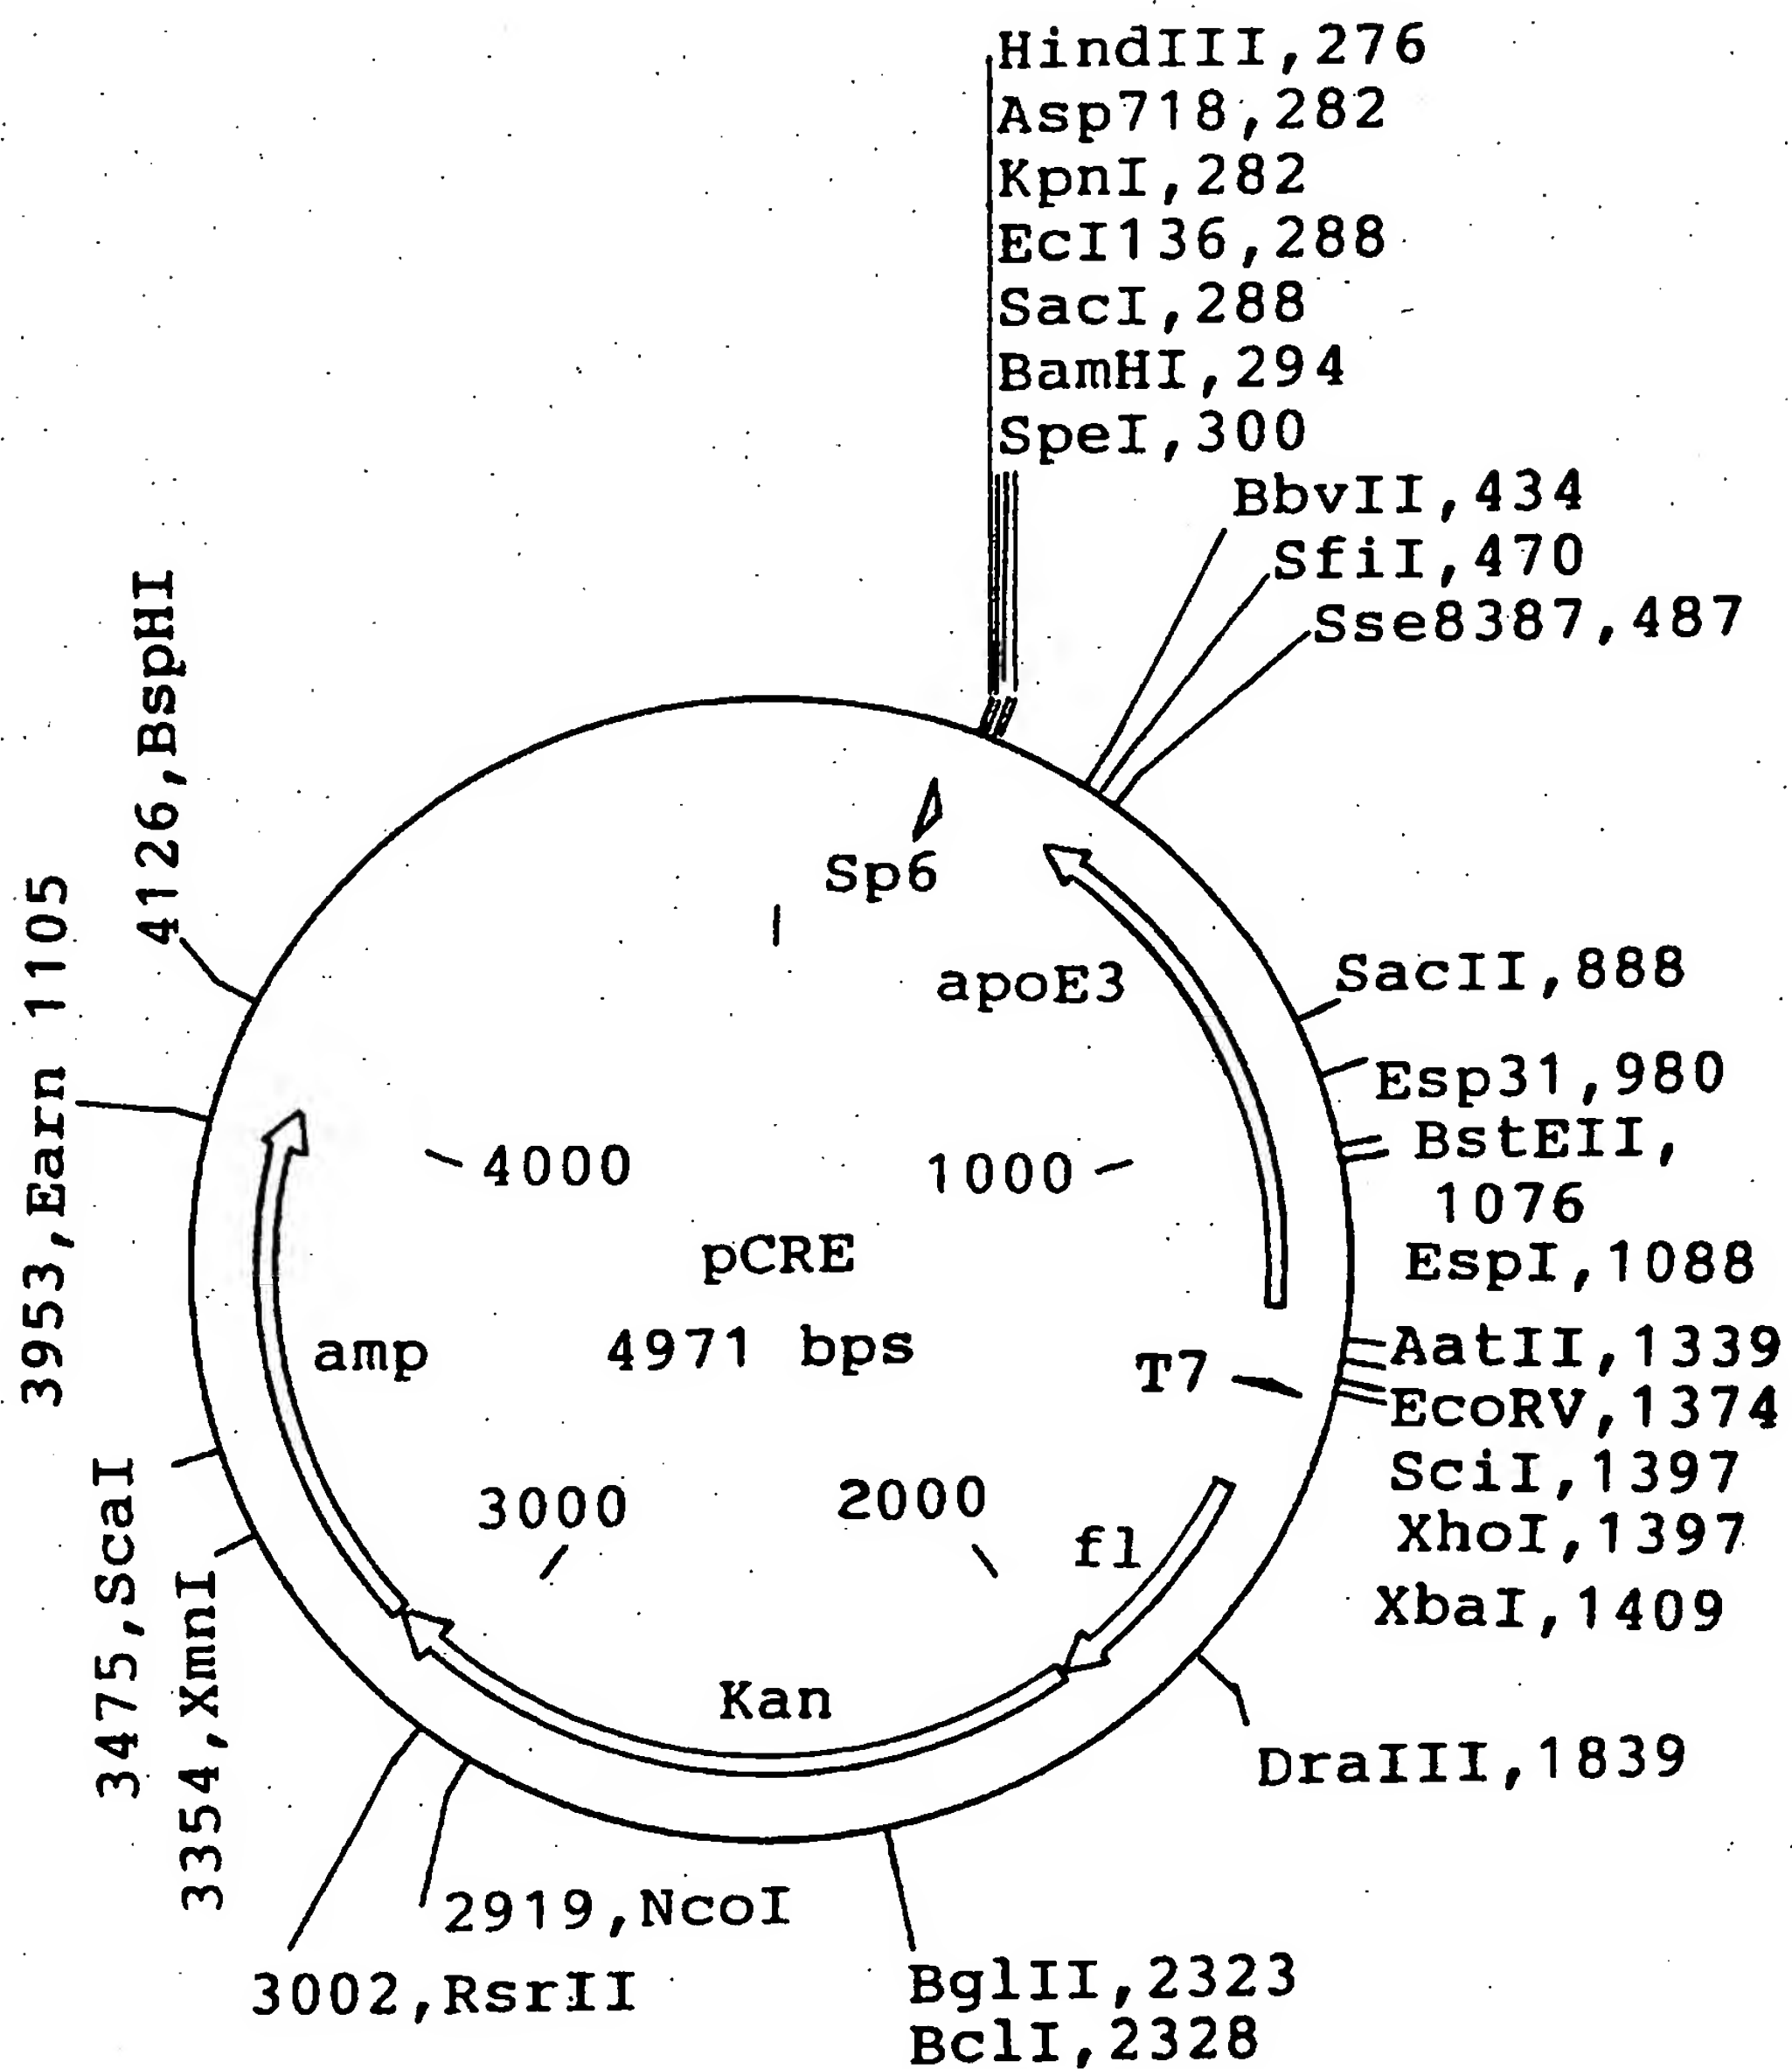 HindIII,276
Asp718,282
KpnI,282
EcI136,288
SacI,288
BamHI,294
SpeI,300
BbvII,434
SfiI,470
Sse8387,487
4126,BspHI
Sp6
3953,Earn 1105
apoE3
SacII,888
Esp31,980
BstEII,
1076
EspI,1088
4000
1000
pCRE
4971 bps
amp
T7
AatII,1339
EcoRV,1374
SciI,1397
XhoI,1397
XbaI,1409
3475,ScaI
3354,XmnI
3000
2000
fl
Kan
DraIII,1839
2919,NcoI
3002,RsrII
BglII,2323
BclI,2328